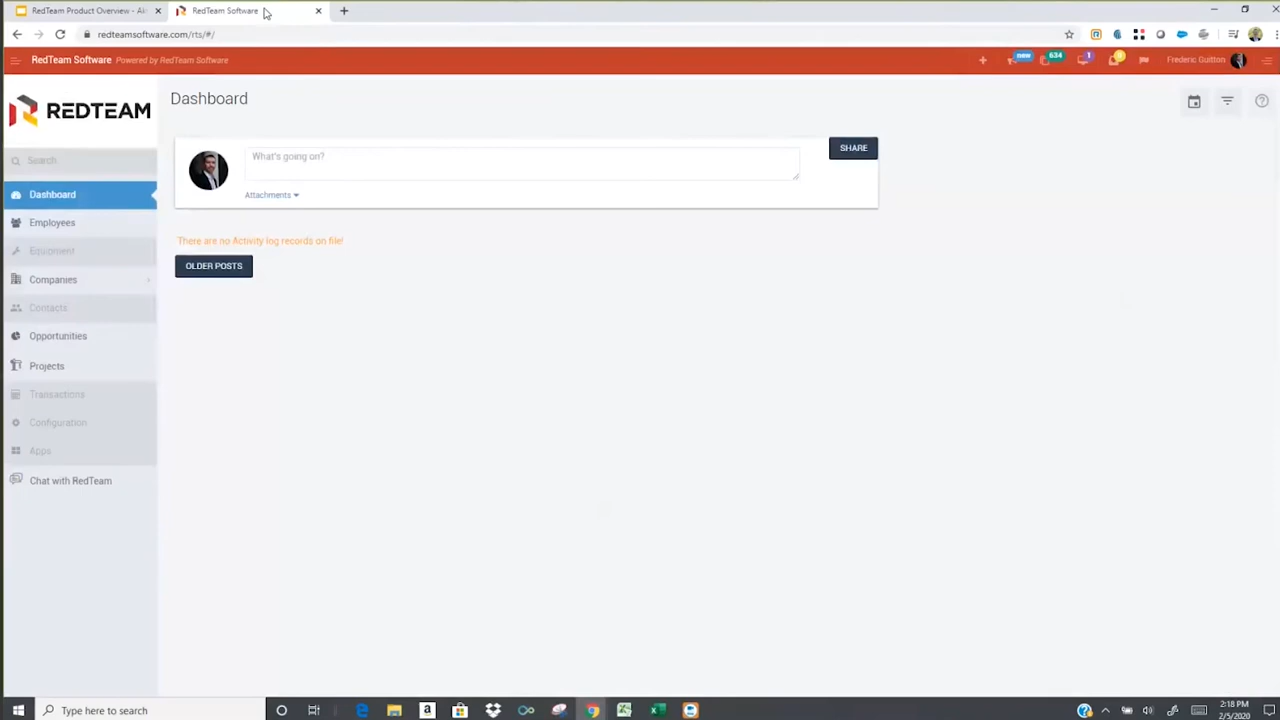 RedTeam Product Overview - Ak
RedTeam Software
redteamsoftware.com/rts/#/
RedTeam Software Powered by RedTeam Software
new
634
1
0
Frederic Guitton
REDTEAM
Dashboard
Search
What's going on?
SHARE
Attachments
Dashboard
Employees
There are no Activity log records on file!
Equipment
OLDER POSTS
Companies
Contacts
Opportunities
Projects
Transactions
Configuration
Apps
Chat with RedTeam
Type here to search
2:18 PM
2/5/2020